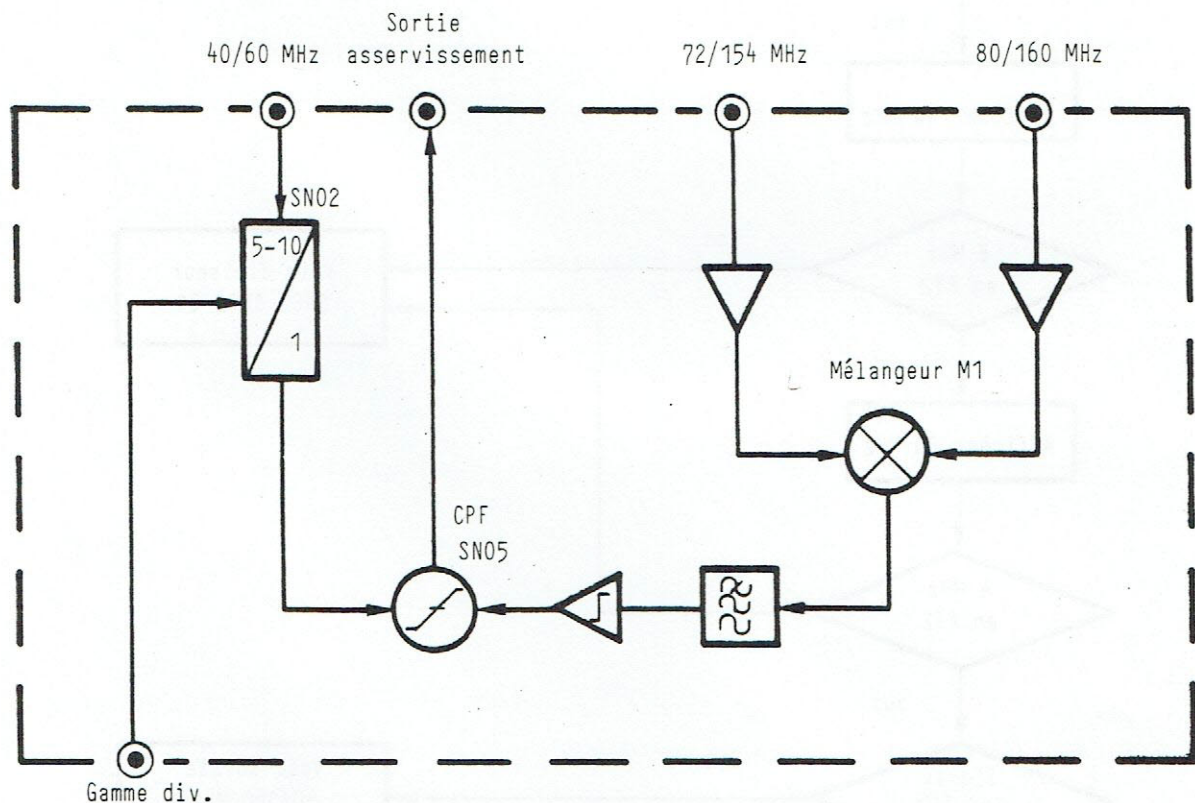 Sortie
40/60 MHz asservissement 72/154 MHz 80/160 MHz
SN02
5-10
1
Mélangeur M1
CPF
SN05
Gamme div.